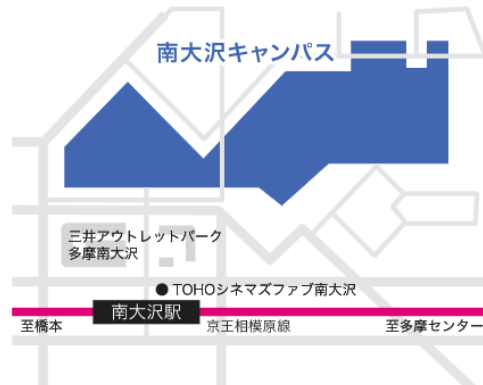 南大沢キャンパス
三井アウトレットパーク
多摩南大沢
● TOHOシネマズファブ南大沢
南大沢駅
至橋本
京王相模原線
至多摩センター